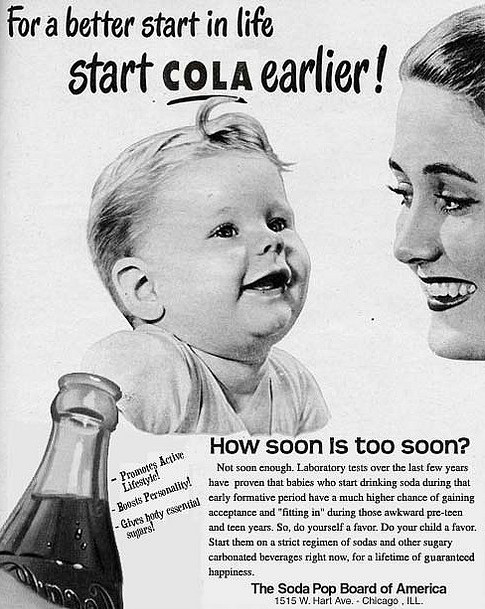 For a better start in life
start COLA earlier!
- Promotes Active
Lifestyle!
- Boosts Personality!
- Gives body essential
sugars!
How soon is too soon?
Not soon enough. Laboratory tests over the last few years
have proven that babies who start drinking soda during that
early formative period have a much higher chance of gaining
acceptance and "fitting in" during those awkward pre-teen
and teen years. So, do yourself a favor. Do your child a favor.
Start them on a strict regimen of sodas and other sugary
carbonated beverages right now, for a lifetime of guaranteed
happiness.
The Soda Pop Board of America
1515 W. Hart Ave. - Chicago , ILL.